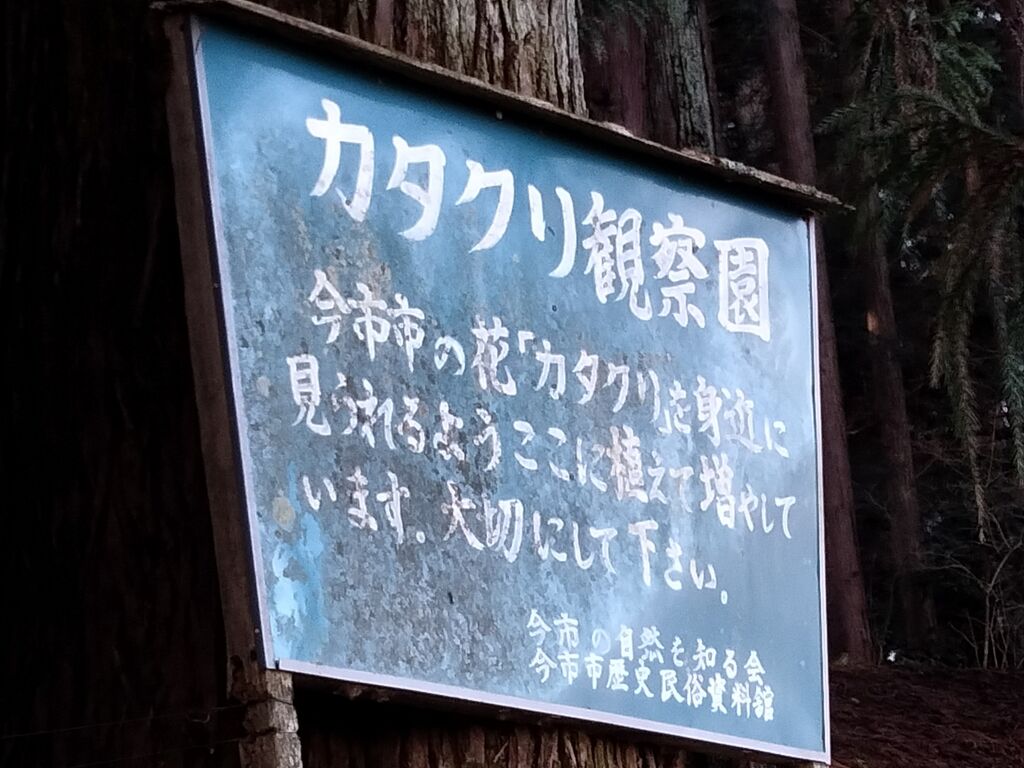 カタクリ観察園
今市市の花「カタクリ」を身近に
見られるようここに植えて増やして
います。大切にして下さい。
今市の自然を知る会
今市市歴史民俗資料館